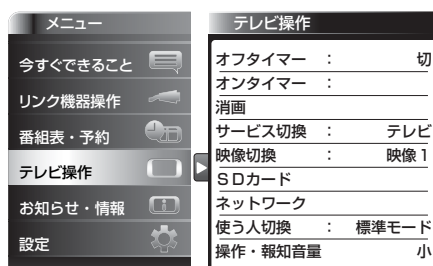 メニュー
今すぐできること
リンク機器操作
番組表・予約
テレビ操作
お知らせ・情報
設定
テレビ操作
オフタイマー : 切
オンタイマー :
消画
サービス切換 : テレビ
映像切換 : 映像1
SDカード
ネットワーク
使う人切換 : 標準モード
操作・報知音量 小